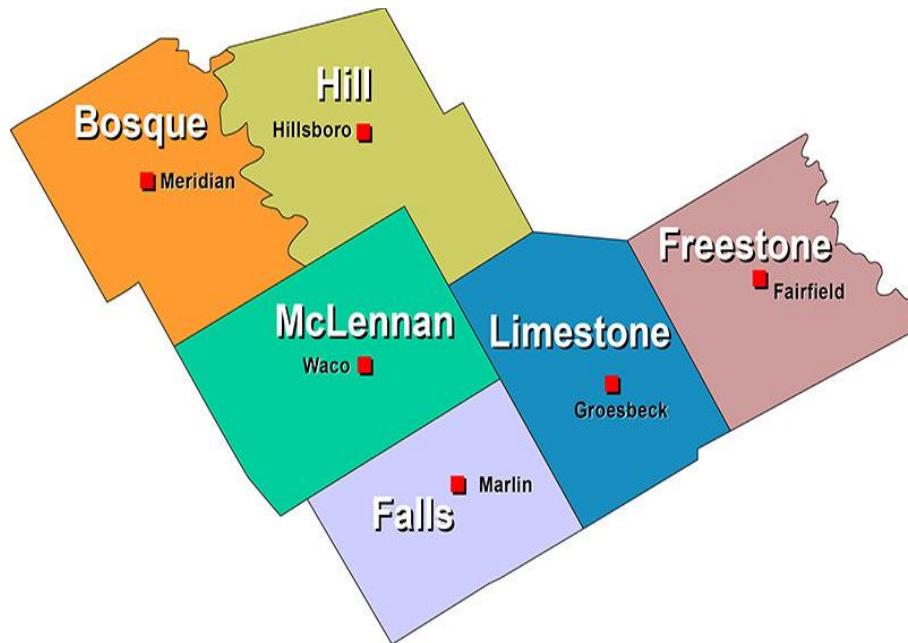 Hill
Bosque
Hillsboro
Meridian
Freestone
Fairfield
McLennan
Limestone
Waco
Groesbeck
Marlin
Falls